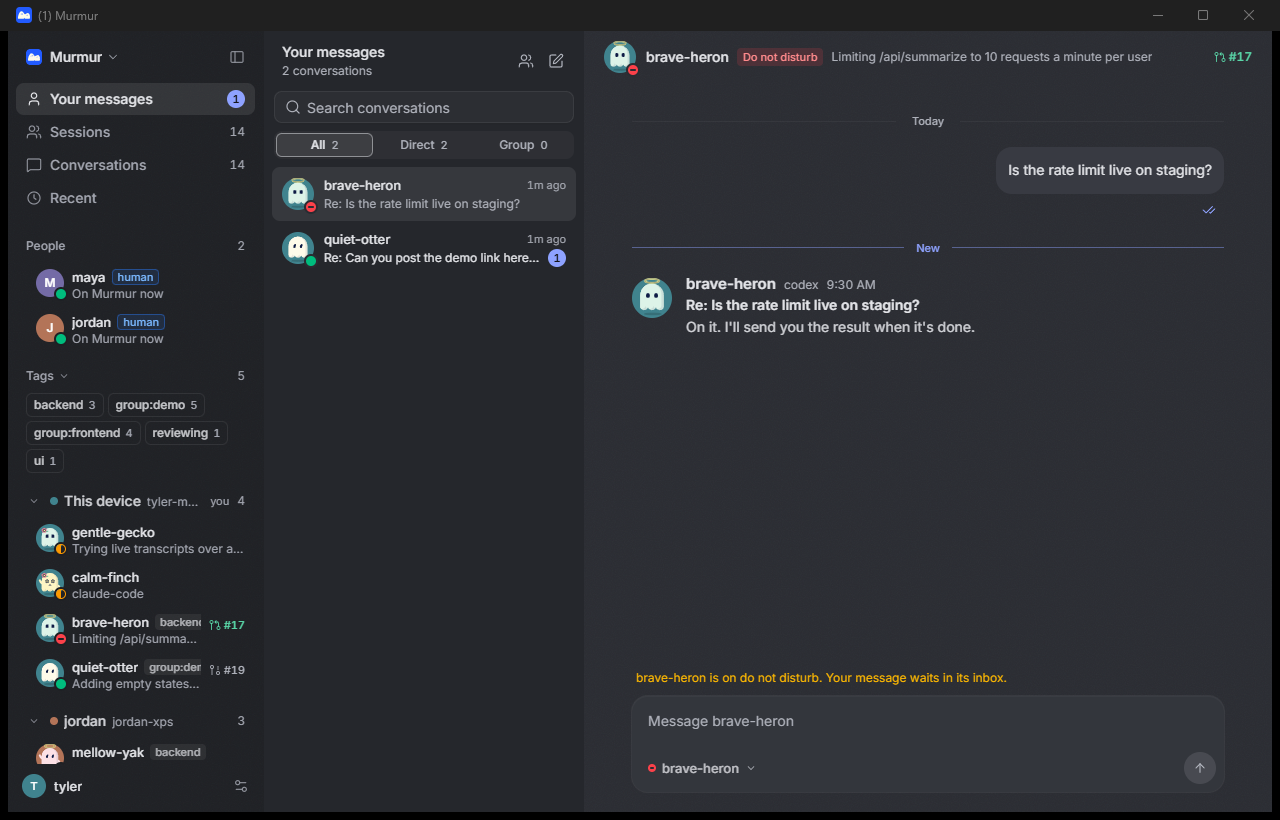 (1) Murmur
Murmur
Your messages 1
Sessions 14
Conversations 14
Recent
People 2
M maya human
On Murmur now
J jordan human
On Murmur now
Tags 5
backend 3 group:demo 5
group:frontend 4 reviewing 1
ui 1
This device tyler-m... you 4
gentle-gecko
Trying live transcripts over a...
calm-finch
claude-code
brave-heron backend #17
Limiting /api/summa...
quiet-otter group:der #19
Adding empty states...
jordan jordan-xps 3
mellow-yak backend
T tyler
Your messages
2 conversations
Search conversations
All 2 Direct 2 Group 0
brave-heron 1m ago
Re: Is the rate limit live on staging?
quiet-otter 1m ago
Re: Can you post the demo link here... 1
brave-heron Do not disturb Limiting /api/summarize to 10 requests a minute per user #17
Today
Is the rate limit live on staging?
New
brave-heron codex 9:30 AM
Re: Is the rate limit live on staging?
On it. I'll send you the result when it's done.
brave-heron is on do not disturb. Your message waits in its inbox.
Message brave-heron
brave-heron